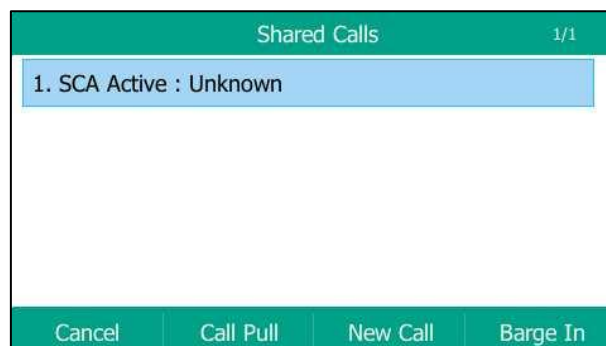 Shared Calls 1/1
1. SCA Active : Unknown
Cancel Call Pull New Call Barge In